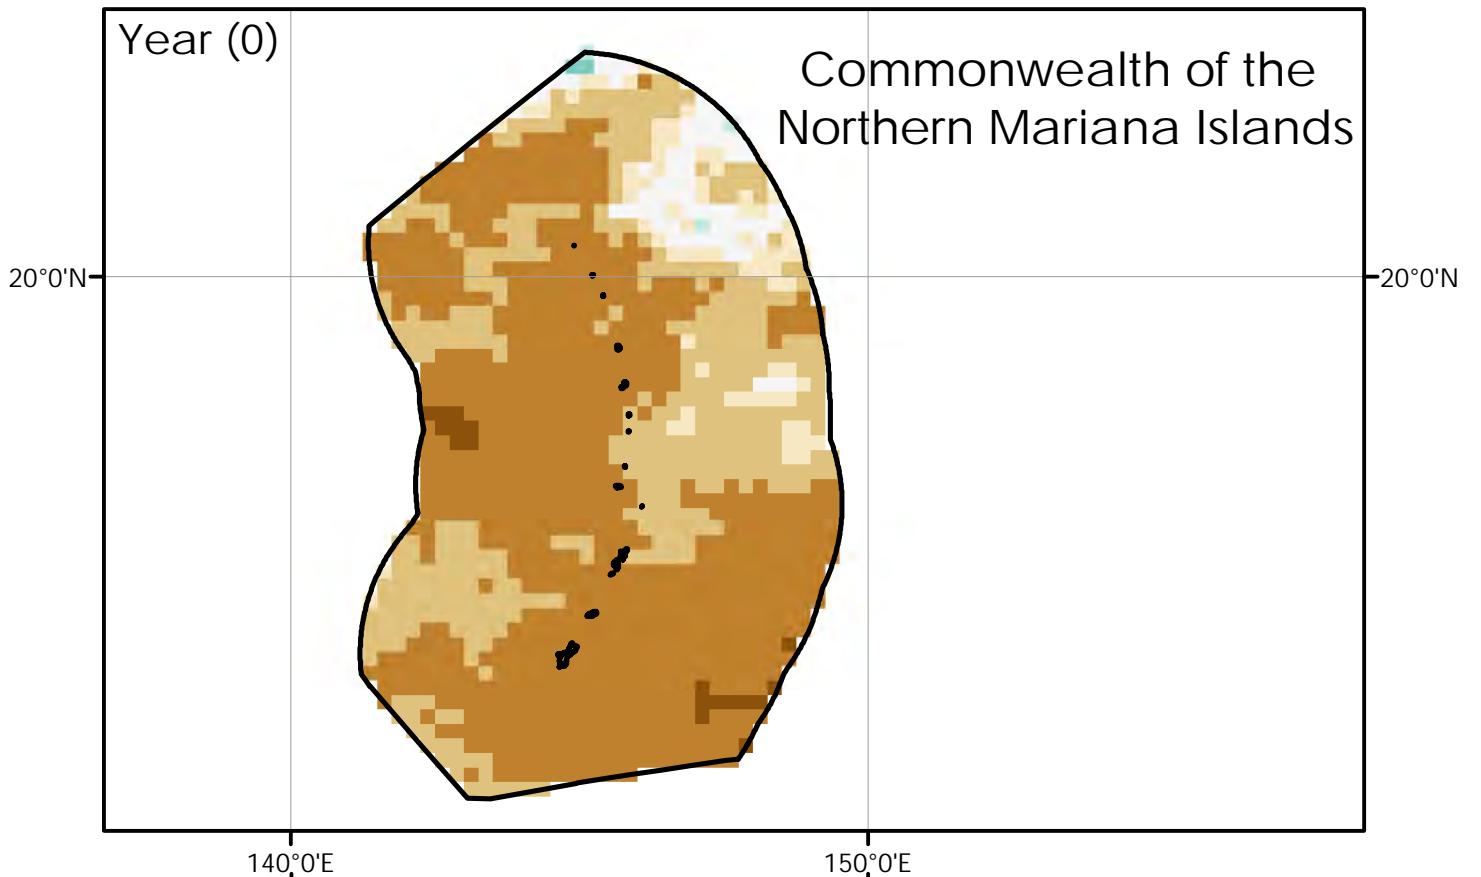 Year (0)
Commonwealth of the
Northern Mariana Islands
20°0'N
20°0'N
140°0'E
150°0'E